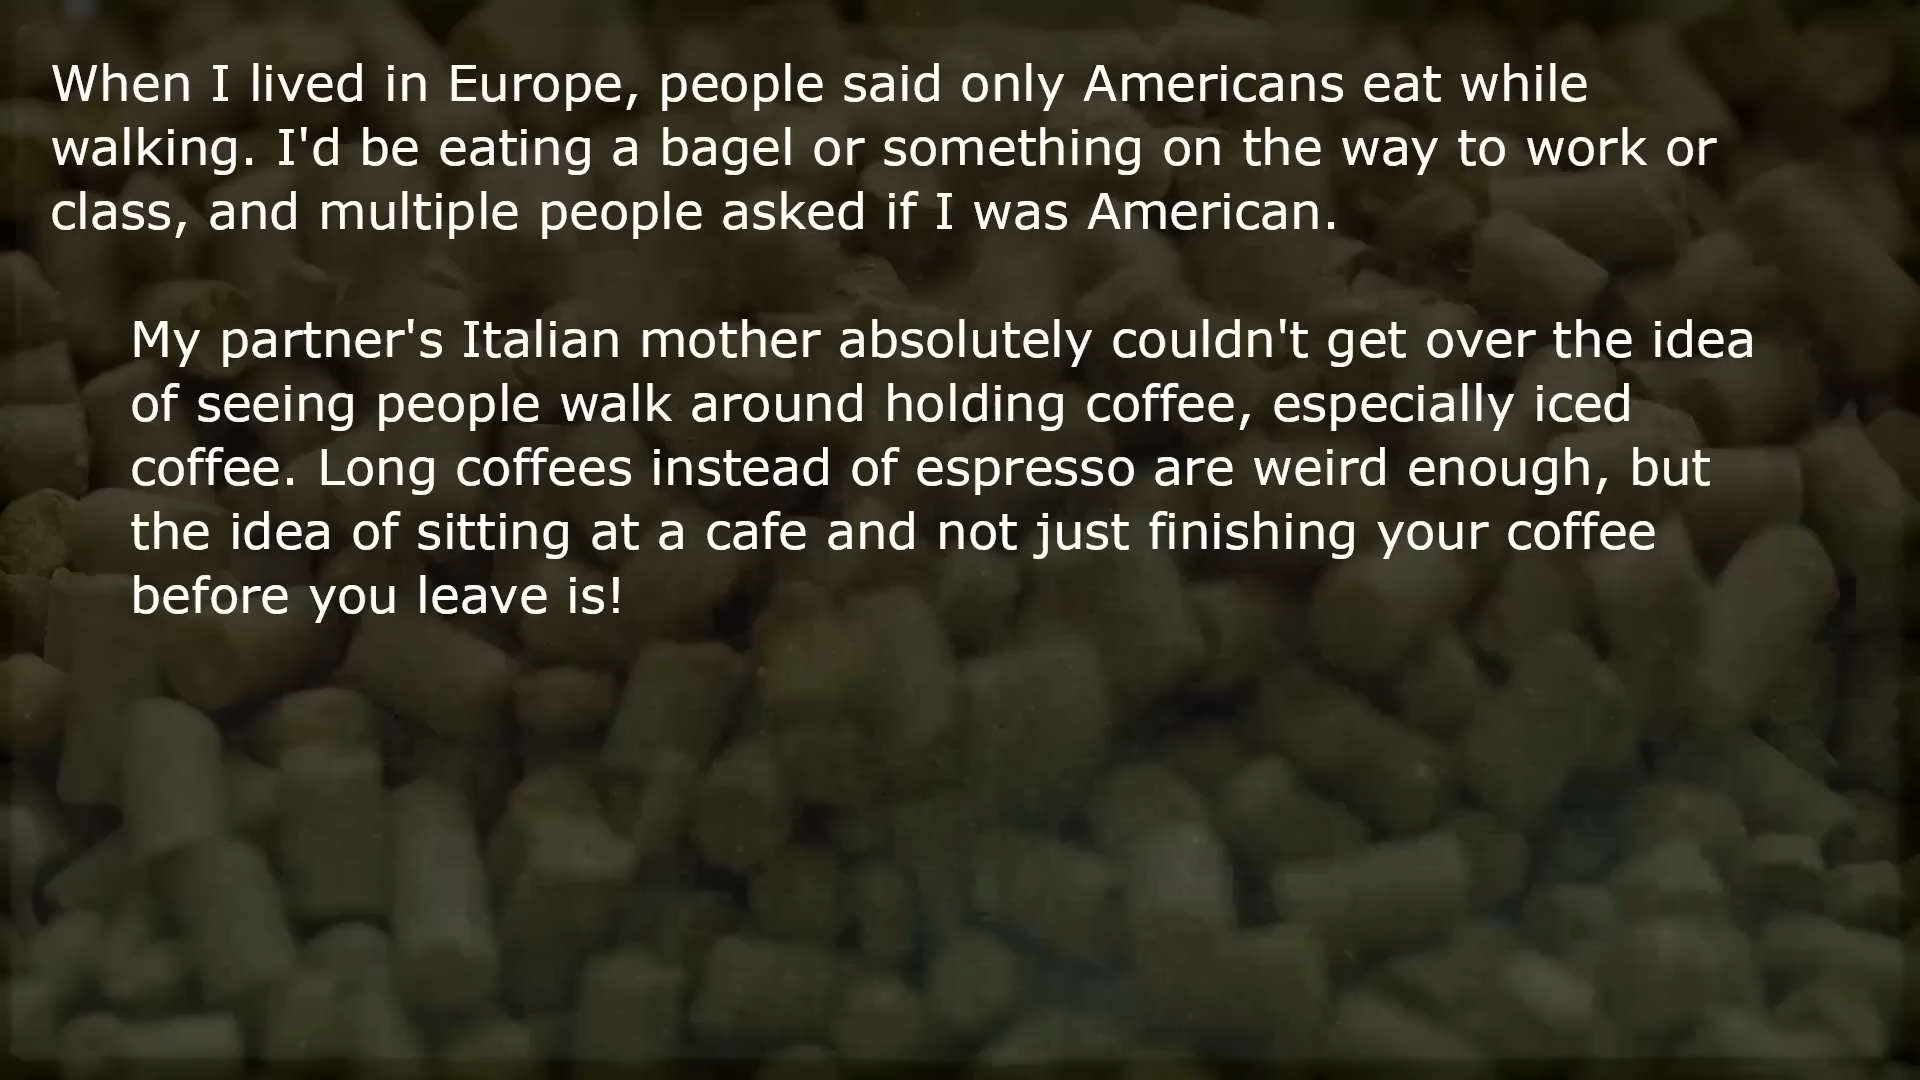 When I lived in Europe, people said only Americans eat while
walking. I'd be eating a bagel or something on the way to work or
class, and multiple people asked if I was American.
My partner's Italian mother absolutely couldn't get over the idea
of seeing people walk around holding coffee, especially iced
coffee. Long coffees instead of espresso are weird enough, but
the idea of sitting at a cafe and not just finishing your coffee
before you leave is!